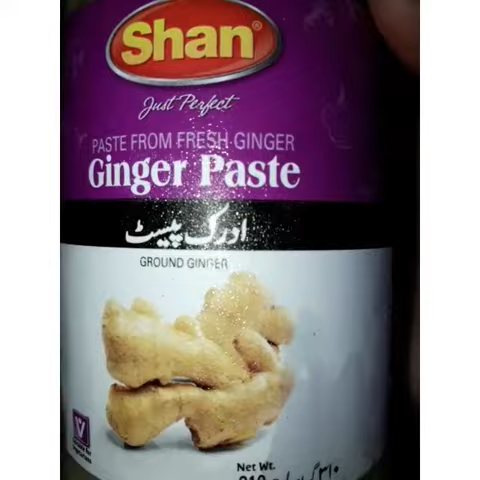 Shan®
Just Perfect
PASTE FROM FRESH GINGER
Ginger Paste
ادرک پیسٹ
GROUND GINGER
V
Net Wt.